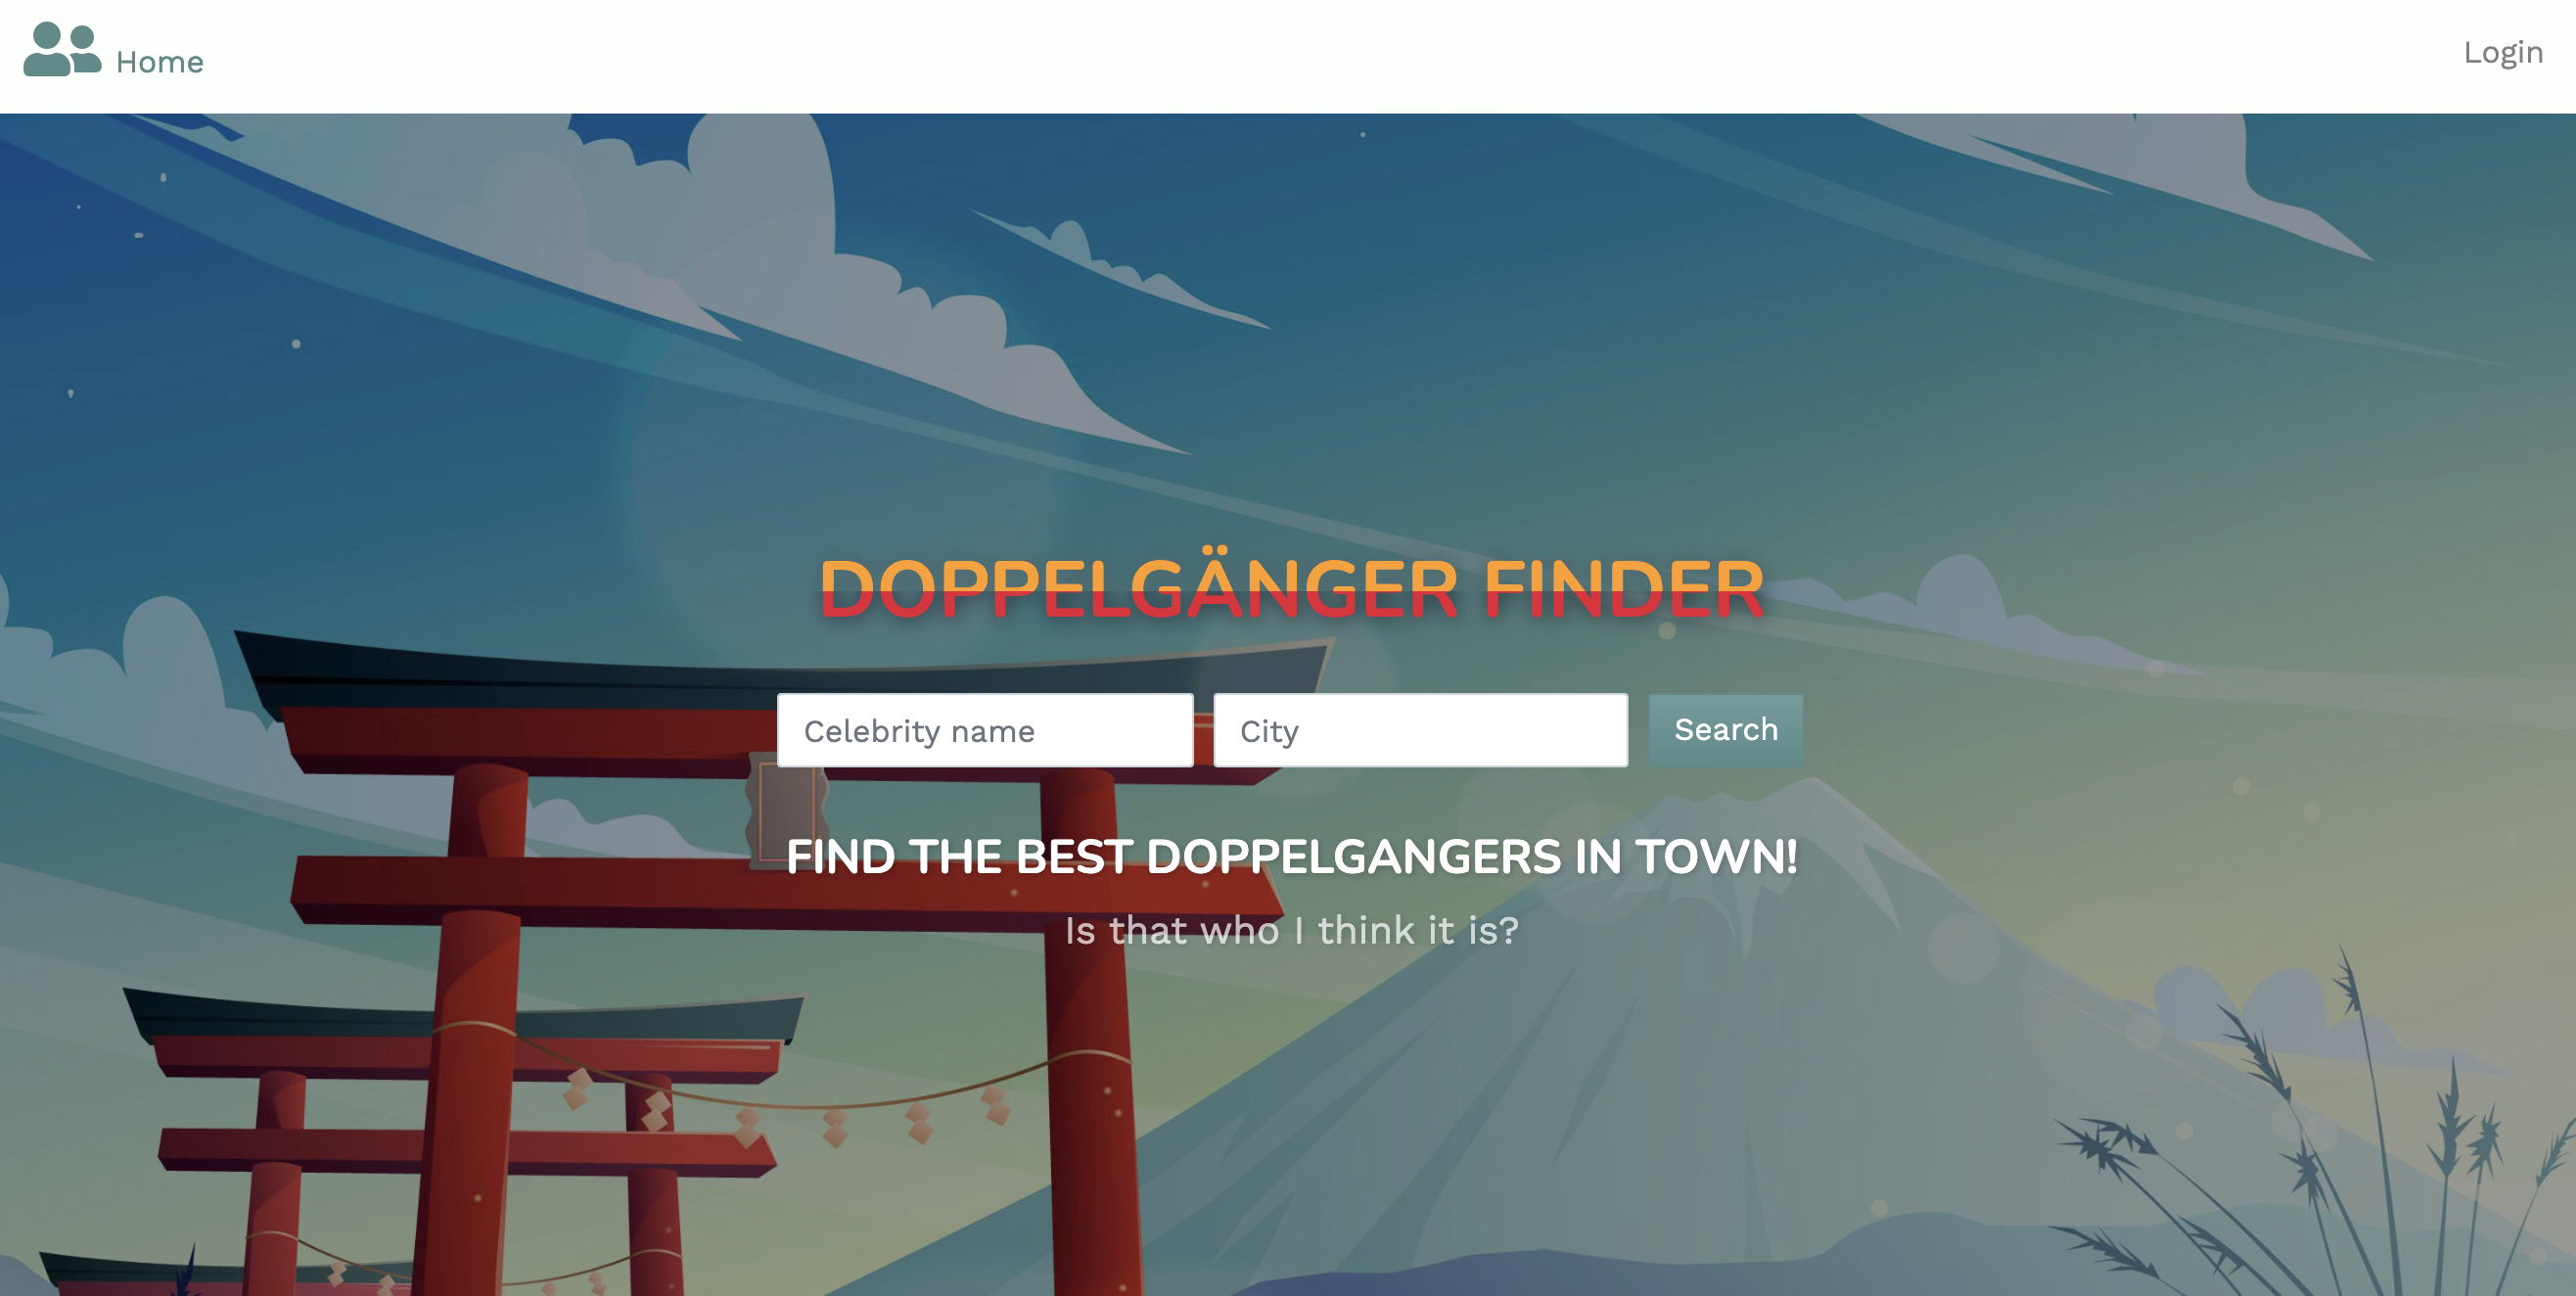 Home
Login
DOPPELGÄNGER FINDER
Celebrity name
City
Search
FIND THE BEST DOPPELGANGERS IN TOWN!
Is that who I think it is?